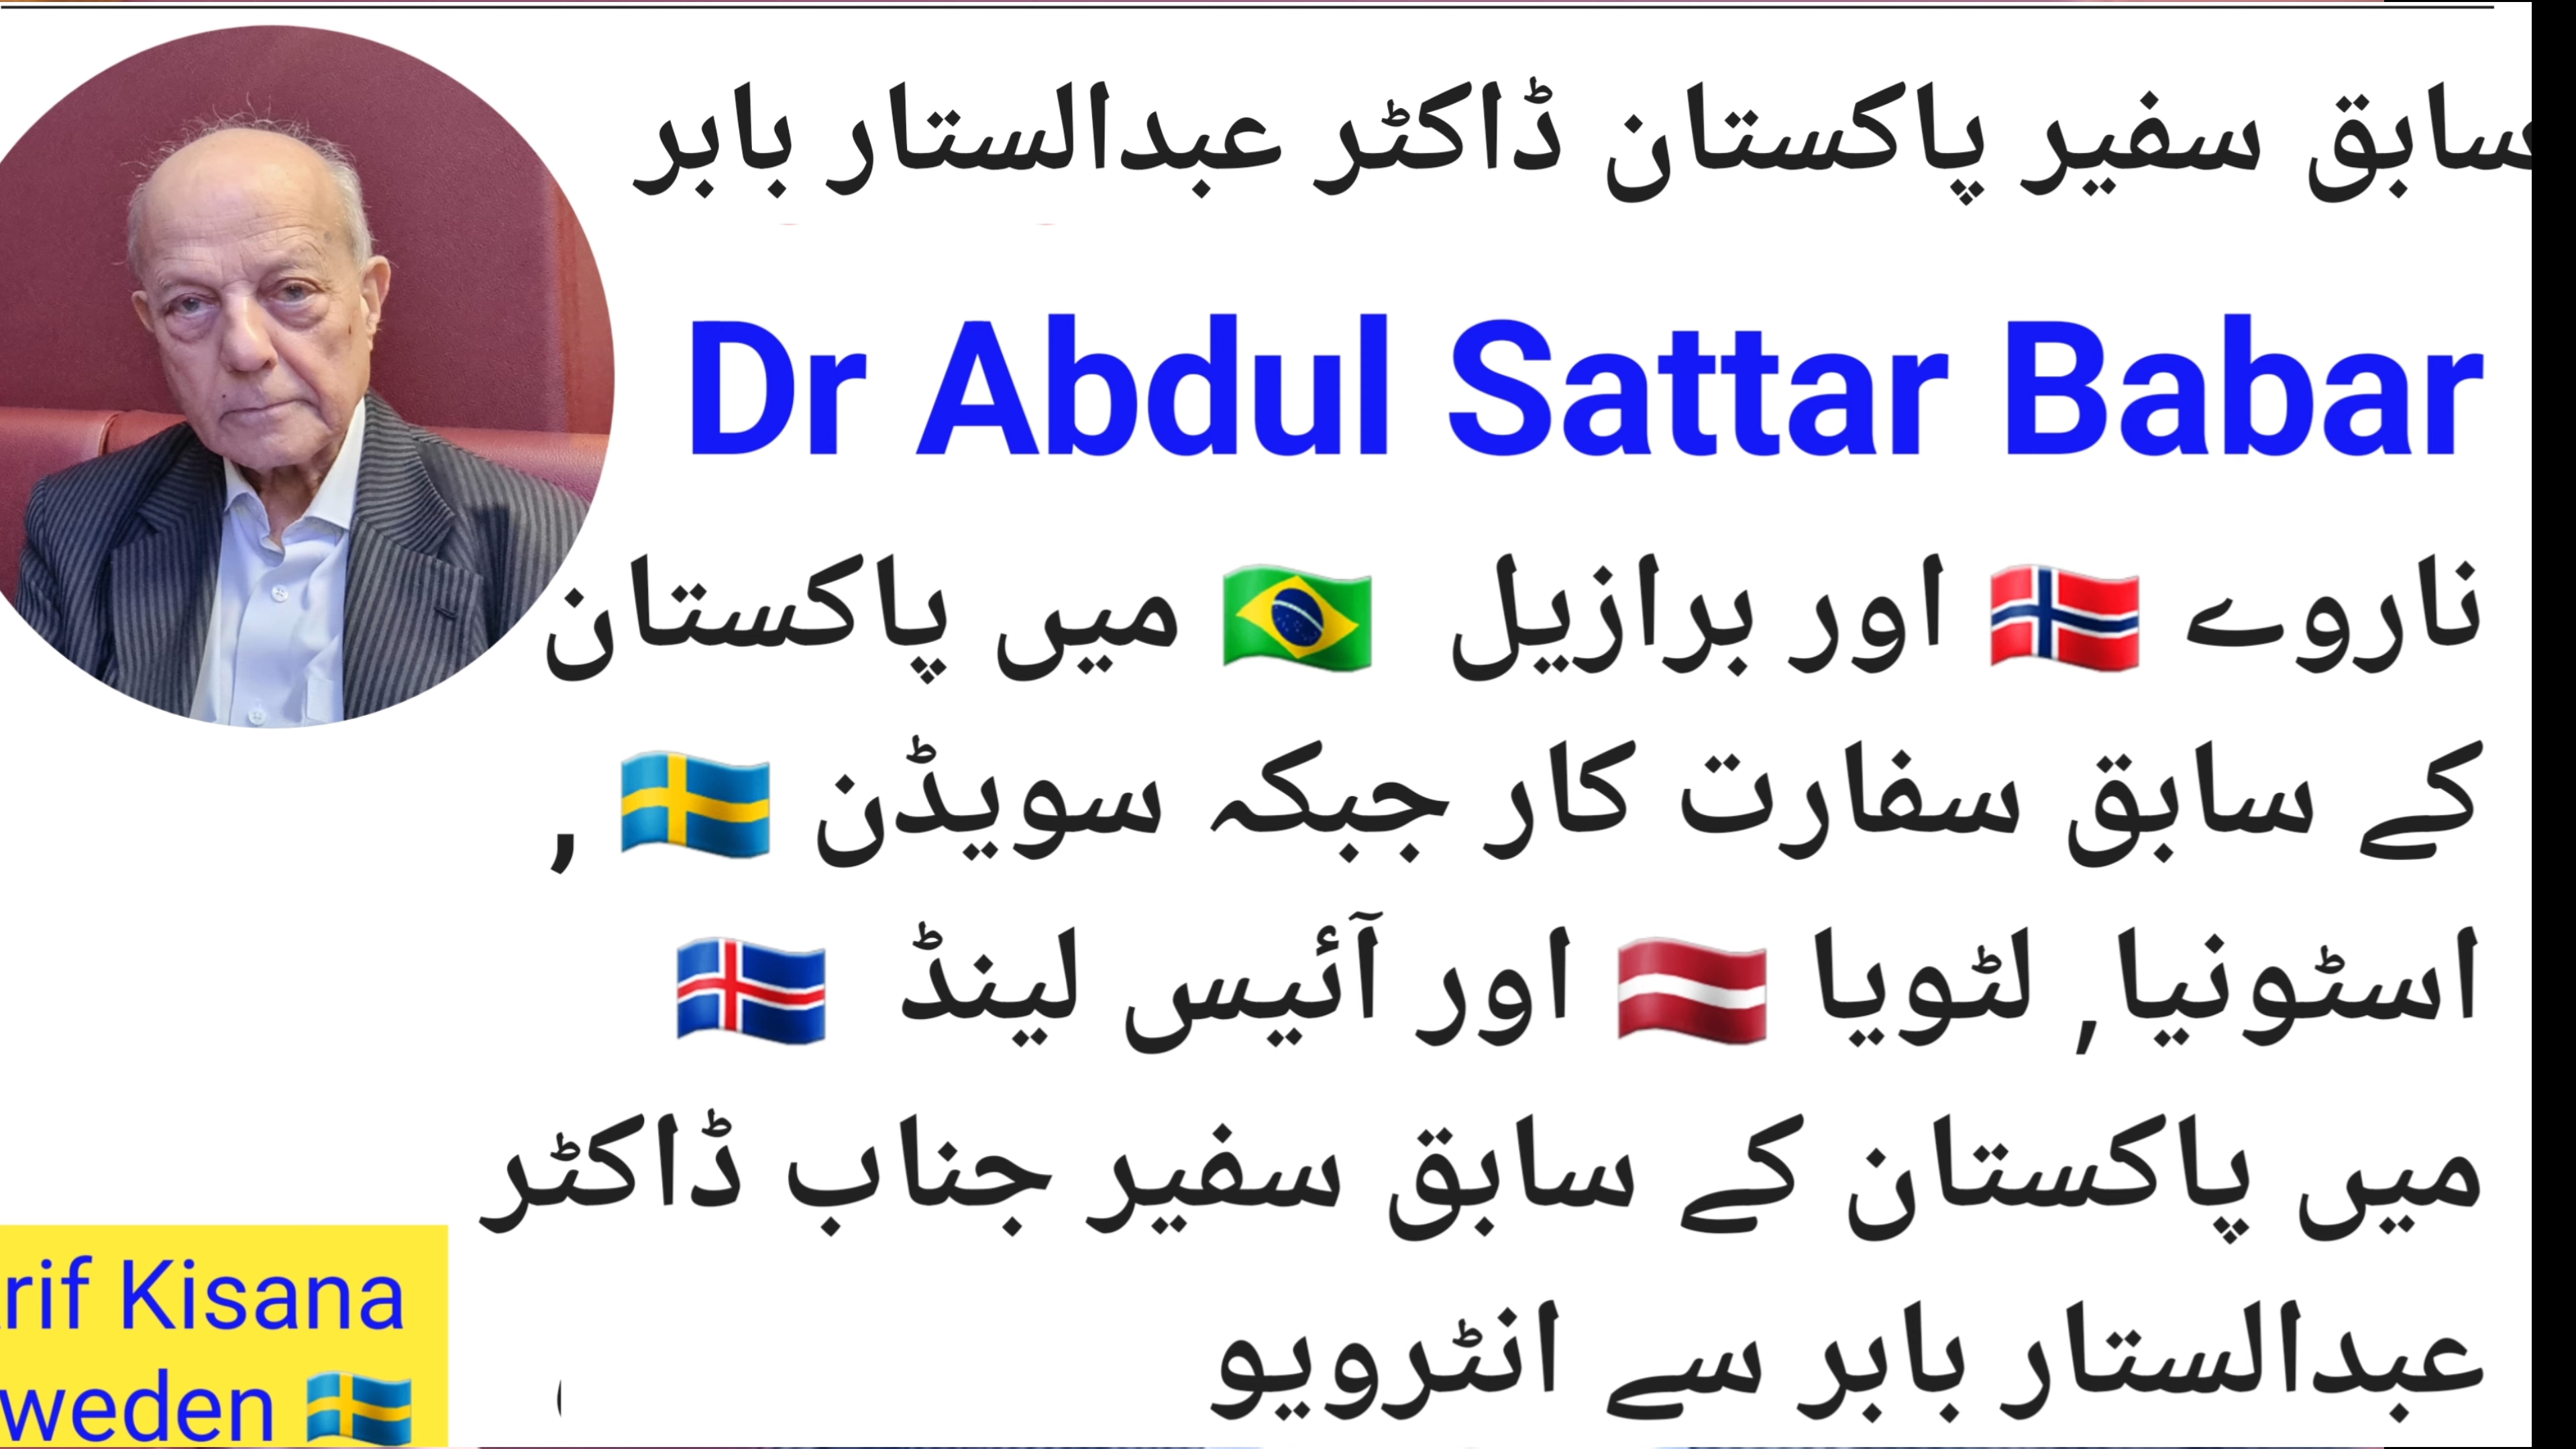 سابق سفیر پاکستان ڈاکٹر عبدالستار بابر
Dr Abdul Sattar Babar
ناروے 🇳🇴 اور برازیل 🇧🇷 میں پاکستان
کے سابق سفارت کار جبکہ سویڈن 🇸🇪 ,
اسٹونیا, لٹویا 🇱🇻 اور آئیس لینڈ 🇮🇸
میں پاکستان کے سابق سفیر جناب ڈاکٹر
عبدالستار بابر سے انٹرویو
rif Kisana
weden 🇸🇪